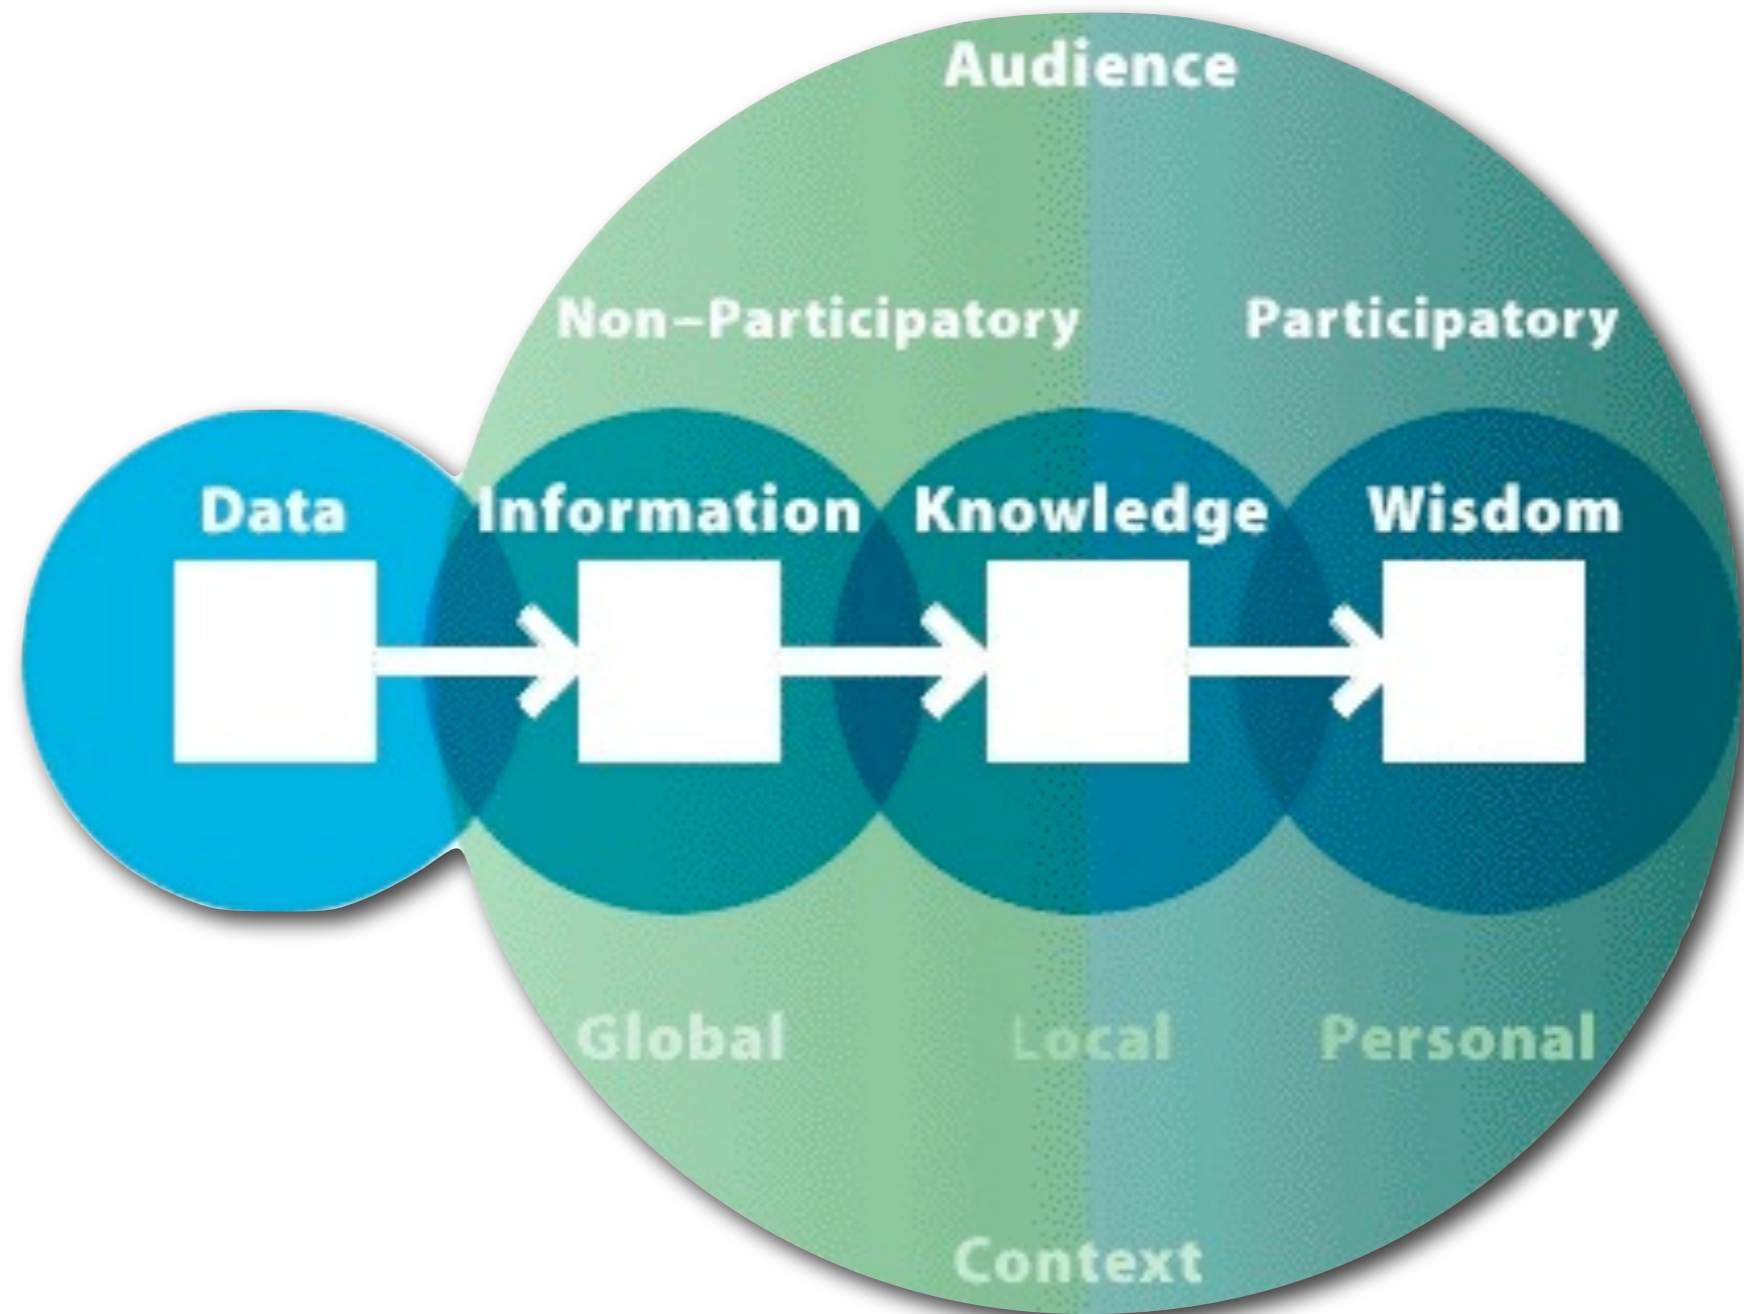 Audience
Non–Participatory Participatory
Data Information Knowledge Wisdom
Global Local Personal
Context